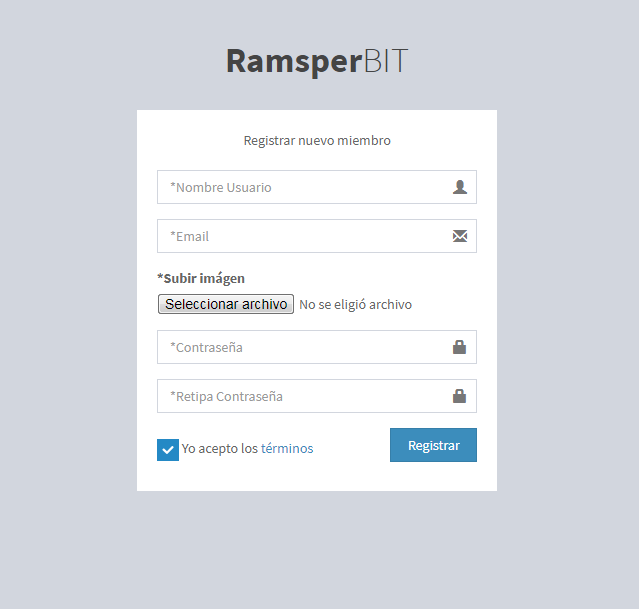 RamsperBIT
Registrar nuevo miembro
*Nombre Usuario
*Email
*Subir imágen
Seleccionar archivo No se eligió archivo
*Contraseña
*Retipa Contraseña
Yo acepto los términos Registrar